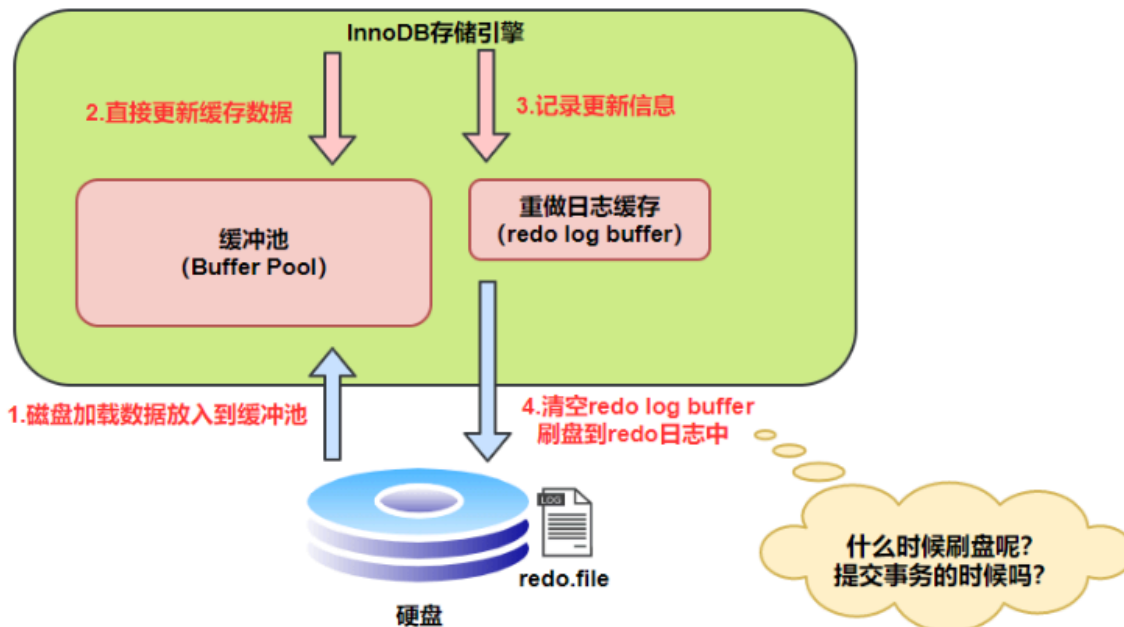 InnoDB存储引擎
2.直接更新缓存数据
3.记录更新信息
缓冲池
（Buffer Pool）
重做日志缓存
（redo log buffer）
1.磁盘加载数据放入到缓冲池
4.清空redo log buffer
刷盘到redo日志中
LOG
redo.file
硬盘
什么时候刷盘呢？
提交事务的时候吗？